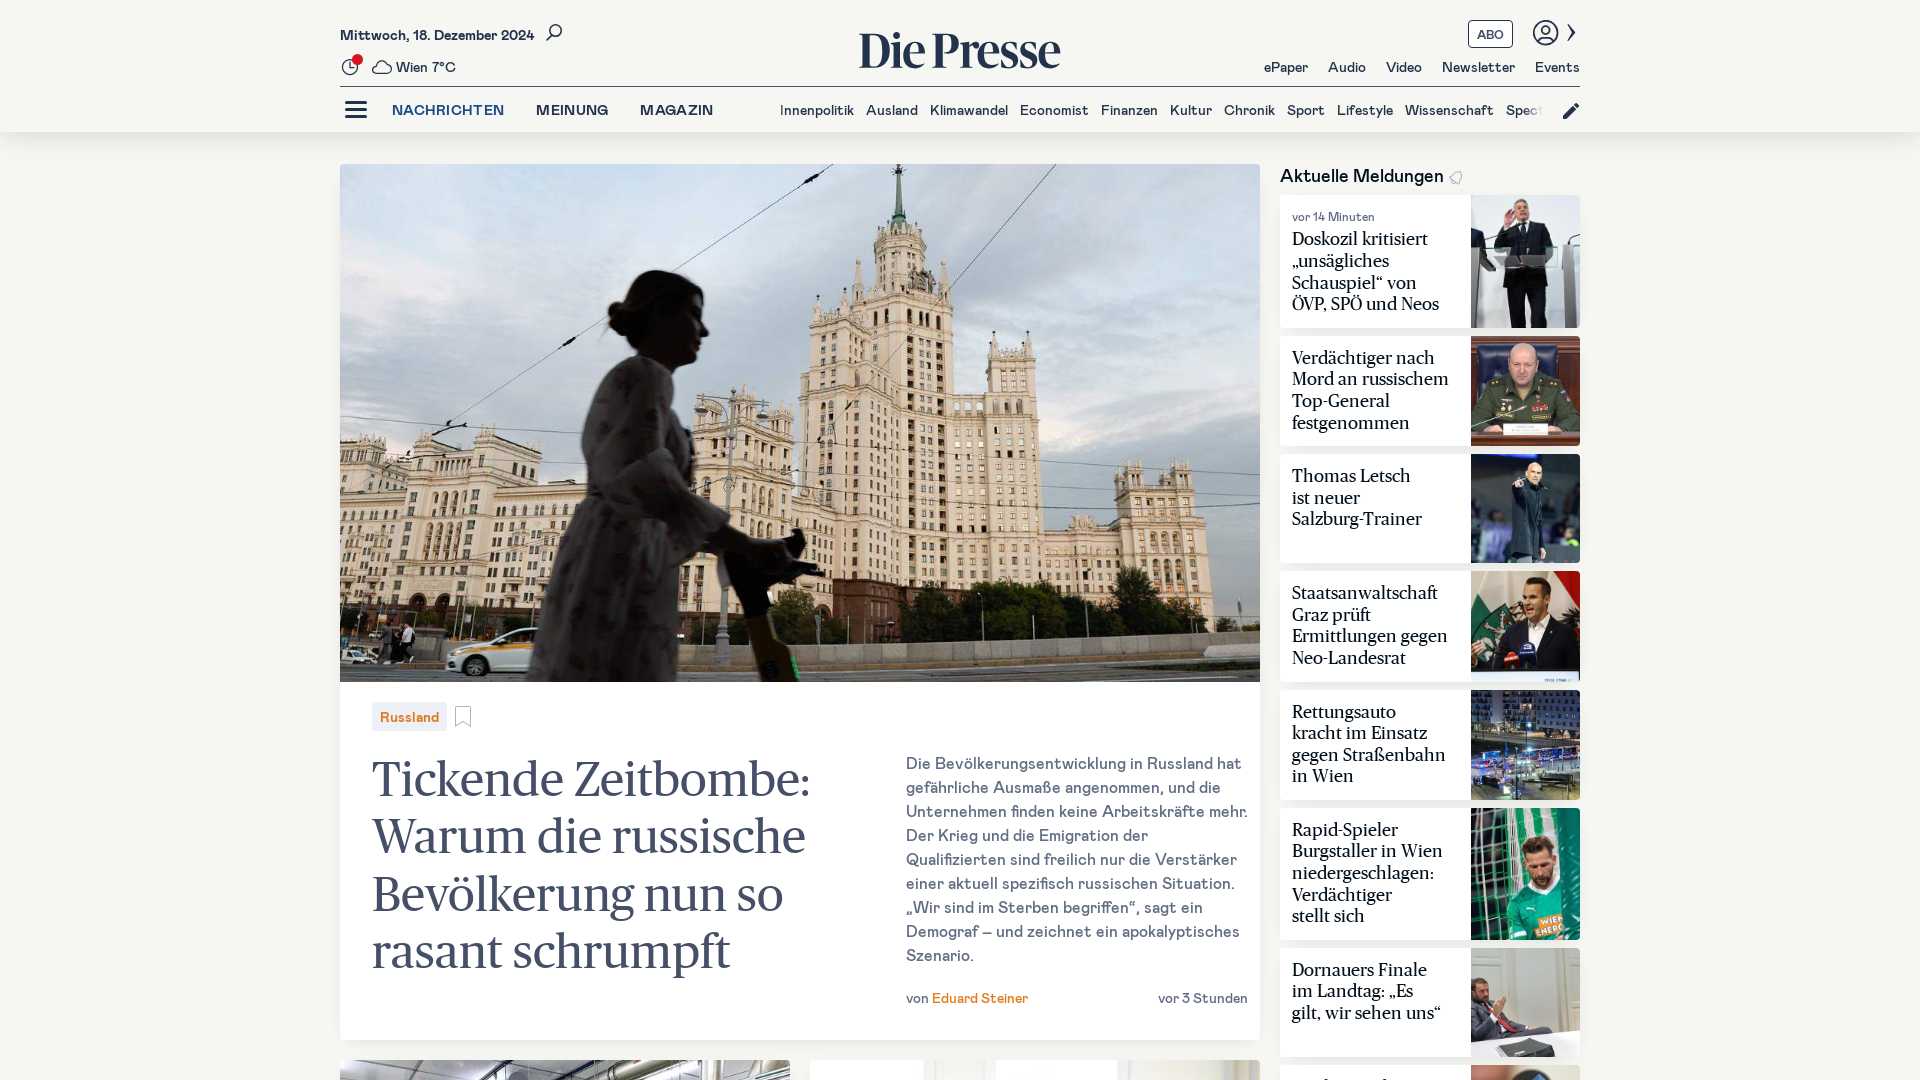 Mittwoch, 18. Dezember 2024
Wien 7°C
Die Presse
ABO
ePaper Audio Video Newsletter Events
NACHRICHTEN MEINUNG MAGAZIN
Innenpolitik Ausland Klimawandel Economist Finanzen Kultur Chronik Sport Lifestyle Wissenschaft Spect
Russland
Tickende Zeitbombe:
Warum die russische
Bevölkerung nun so
rasant schrumpft
Die Bevölkerungsentwicklung in Russland hat
gefährliche Ausmaße angenommen, und die
Unternehmen finden keine Arbeitskräfte mehr.
Der Krieg und die Emigration der
Qualifizierten sind freilich nur die Verstärker
einer aktuell spezifisch russischen Situation.
„Wir sind im Sterben begriffen“, sagt ein
Demograf – und zeichnet ein apokalyptisches
Szenario.
von Eduard Steiner
vor 3 Stunden
Aktuelle Meldungen
vor 14 Minuten
Doskozil kritisiert
„unsägliches
Schauspiel“ von
ÖVP, SPÖ und Neos
Verdächtiger nach
Mord an russischem
Top-General
festgenommen
Thomas Letsch
ist neuer
Salzburg-Trainer
Staatsanwaltschaft
Graz prüft
Ermittlungen gegen
Neo-Landesrat
Rettungsauto
kracht im Einsatz
gegen Straßenbahn
in Wien
Rapid-Spieler
Burgstaller in Wien
niedergeschlagen:
Verdächtiger
stellt sich
WIEN
ENERG
Dornauers Finale
im Landtag: „Es
gilt, wir sehen uns“